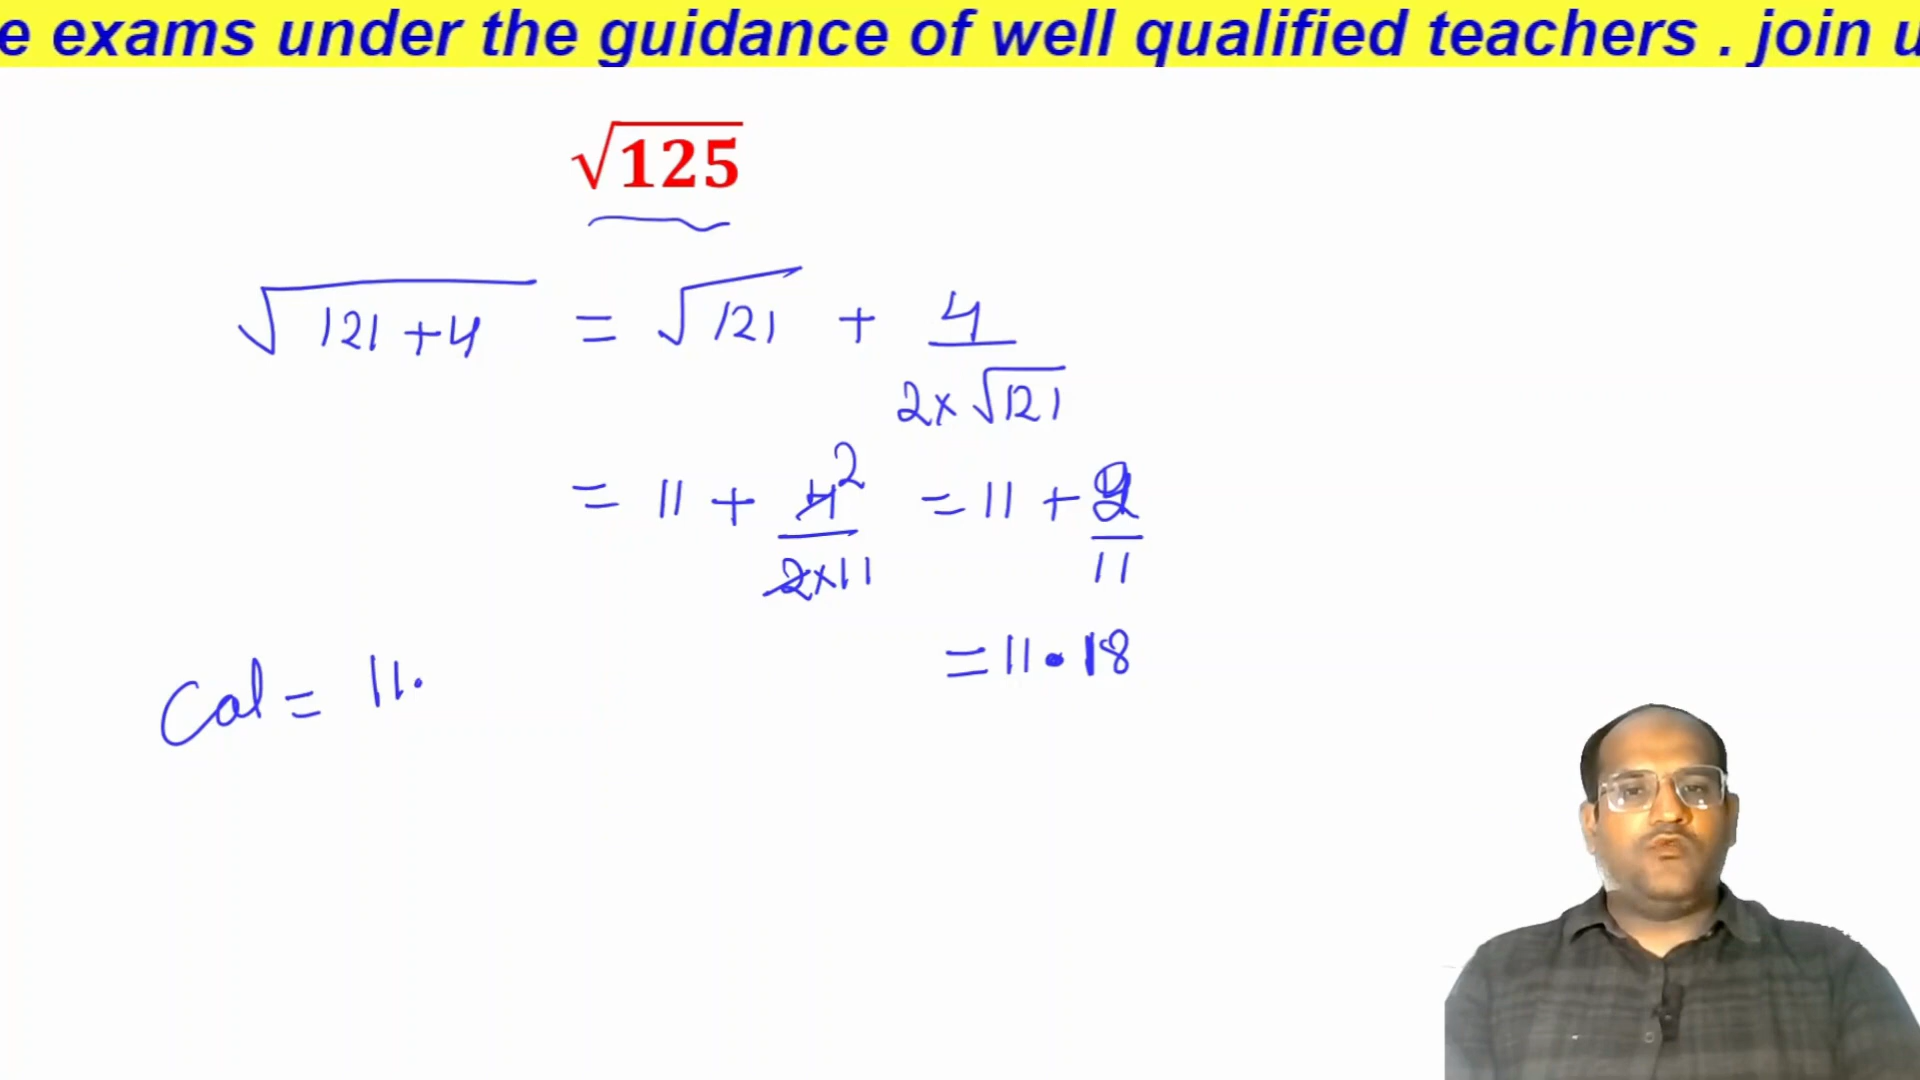 e exams under the guidance of well qualified teachers . join u
√125
√121 + 4 = √121 + 4/2×√121
= 11 + 4²/2×11 = 11 + 2/11
= 11.18
Cal = 11.